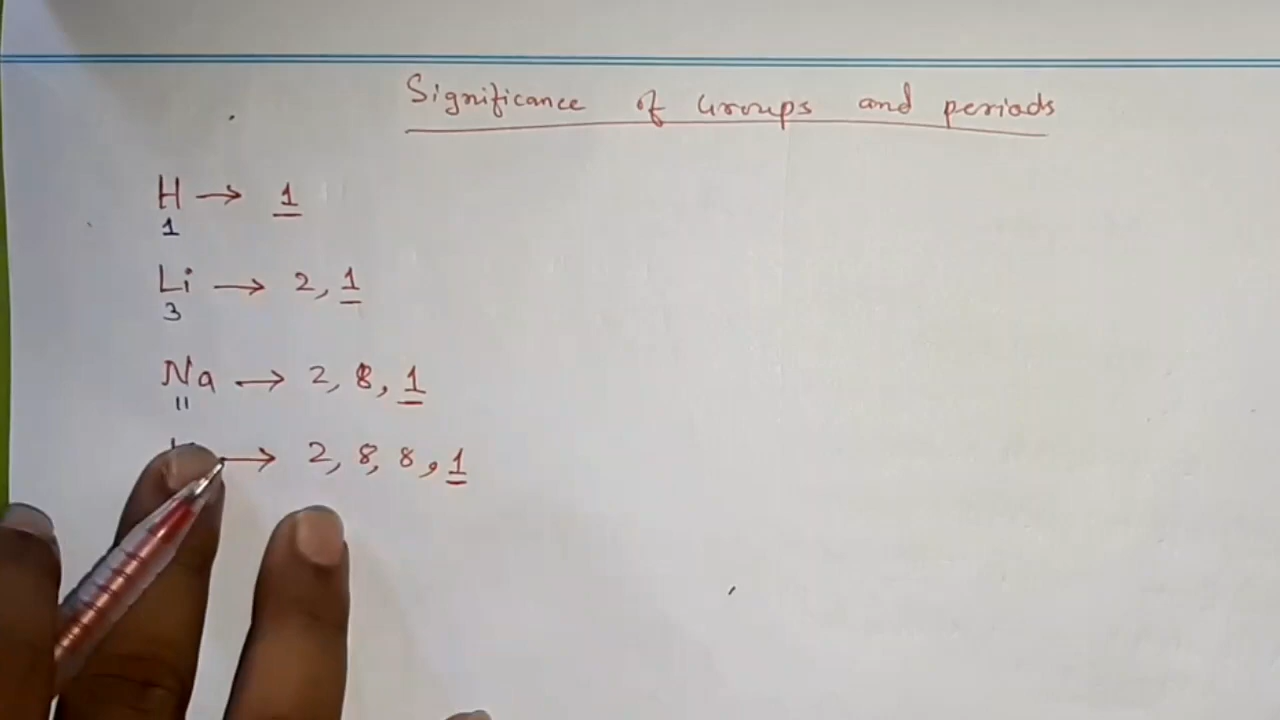 Significance of Groups and periods
H → 1
1
Li → 2, 1
3
Na → 2, 8, 1
11
→ 2, 8, 8, 1